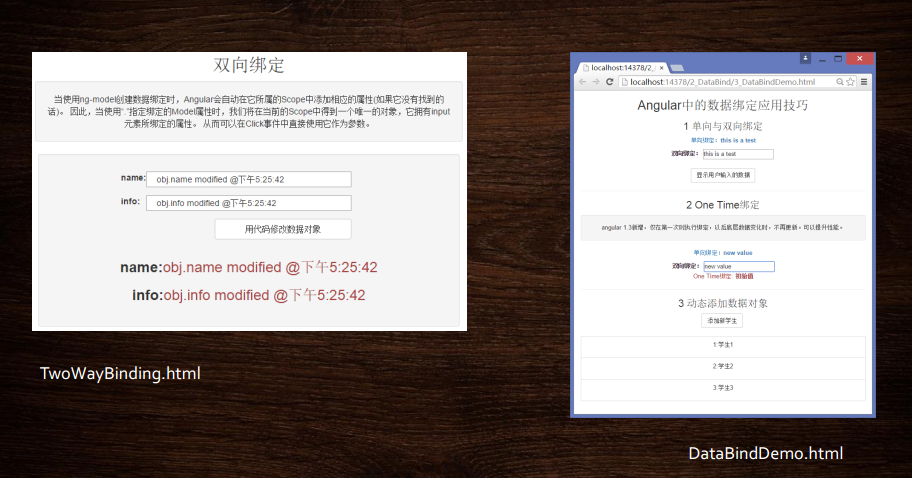 双向绑定
当使用ng-model创建数据绑定时，Angular会自动在它所属的Scope中添加相应的属性(如果它没有找到的
话)。 因此，当使用“.”指定绑定的Model属性时，我们将在当前的Scope中得到一个唯一的对象，它拥有input
元素所绑定的属性。 从而可以在Click事件中直接使用它作为参数。
name: obj.name modified @下午5:25:42
info: obj.info modified @下午5:25:42
用代码修改数据对象
name:obj.name modified @下午5:25:42
info:obj.info modified @下午5:25:42
TwoWayBinding.html
localhost:14378/2_
localhost:14378/2_DataBind/3_DataBindDemo.html
Angular中的数据绑定应用技巧
1 单向与双向绑定
单向绑定：this is a test
双向绑定： this is a test
显示用户输入的数据
2 One Time绑定
angular 1.3新增，仅在第一次时执行绑定，以后底层数据变化时，不再更新。可以提升性能。
单向绑定：new value
双向绑定： new value
One Time绑定 初始值
3 动态添加数据对象
添加新学生
1:学生1
2:学生2
3:学生3
DataBindDemo.html